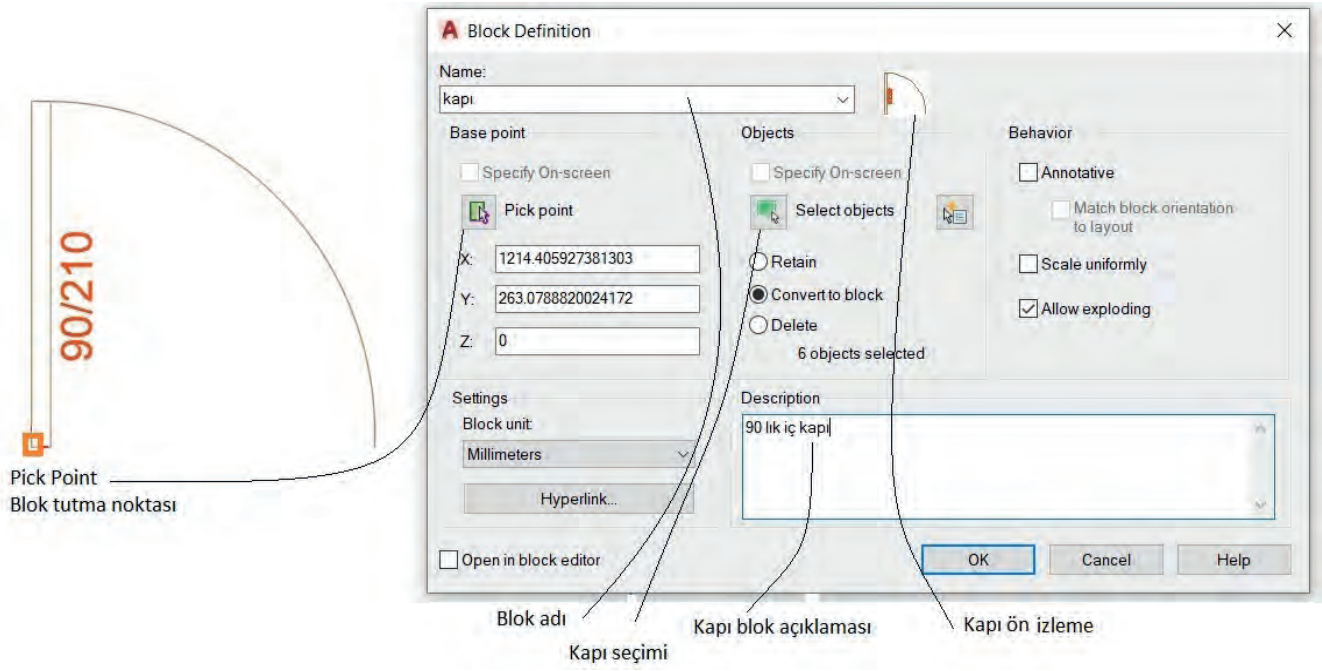 Block Definition
Name:
kapı
Base point
Specify On-screen
Pick point
X: 1214.405927381303
Y: 263.0788820024172
Z: 0
Objects
Specify On-screen
Select objects
Retain
Convert to block
Delete
6 objects selected
Behavior
Annotative
Match block orientation
to layout
Scale uniformly
Allow exploding
Settings
Block unit:
Millimeters
Hyperlink...
Description
90 lık iç kapı
Open in block editor
OK
Cancel
Help
90/210
Pick Point
Blok tutma noktası
Blok adı
Kapı seçimi
Kapı blok açıklaması
Kapı ön izleme